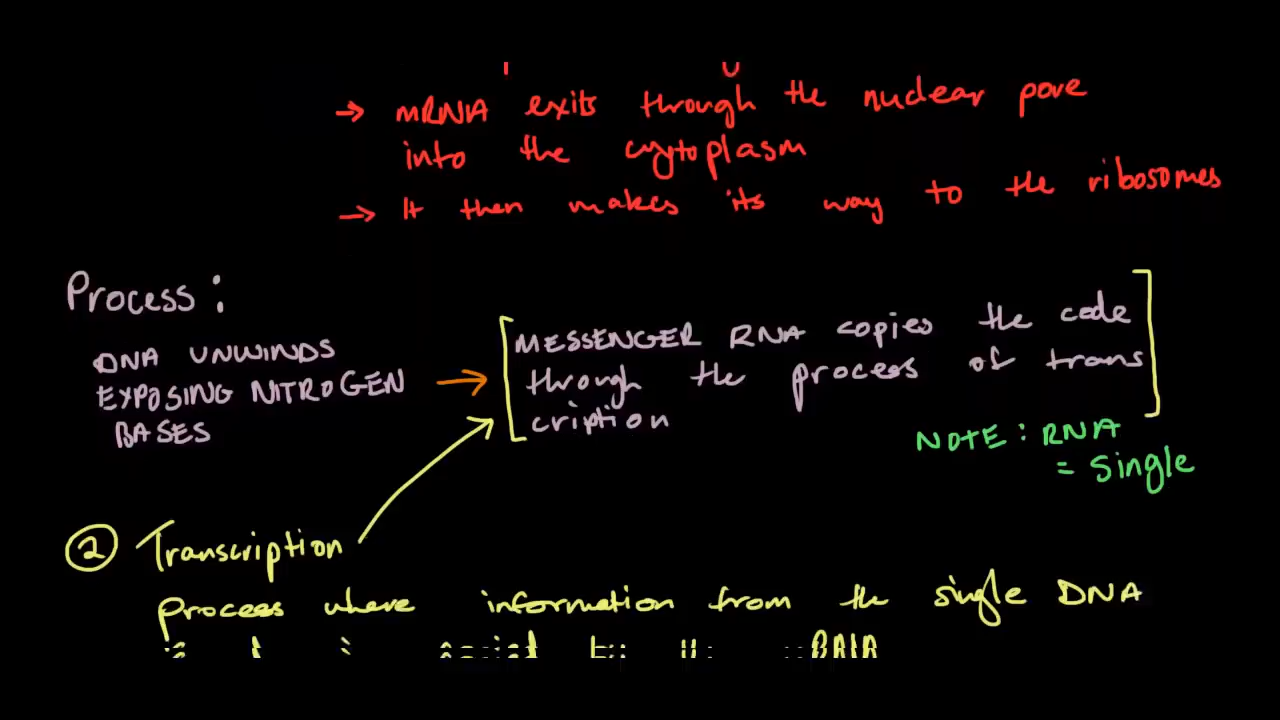 → mRNA exits through the nuclear pore
into the cytoplasm
→ It then makes its way to the ribosomes
Process:
DNA UNWINDS
EXPOSING NITROGEN
BASES
MESSENGER RNA copies the code
through the process of trans
cription
NOTE: RNA
= Single
② Transcription
process where information from the single DNA